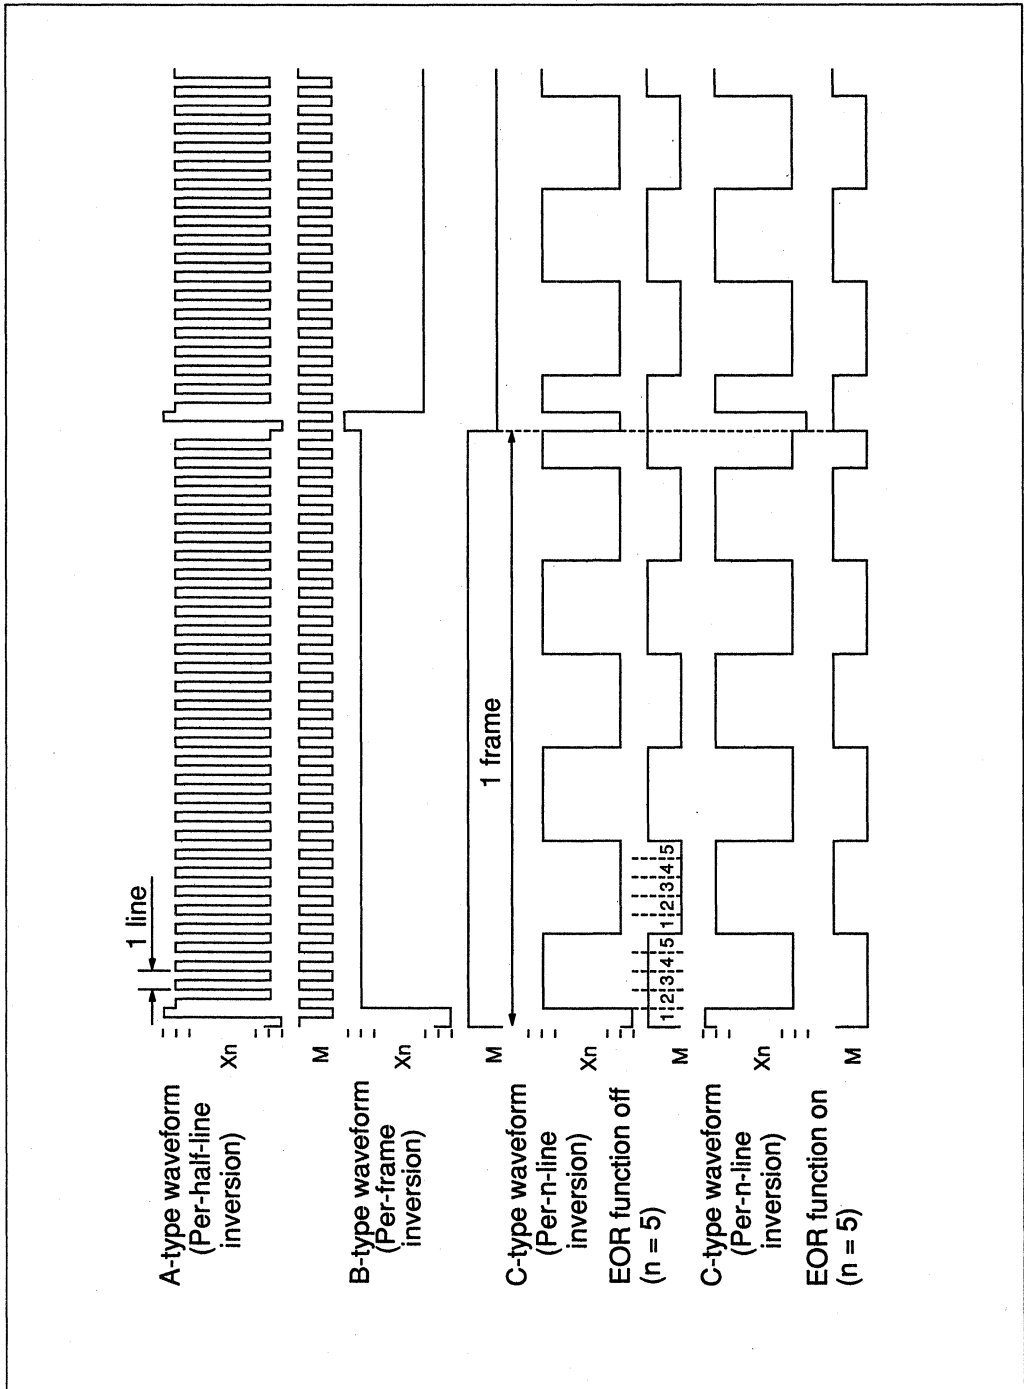 1 line
A-type waveform
(Per-half-line
inversion)
Xn
M
B-type waveform
(Per-frame
inversion)
Xn
M
1 frame
C-type waveform
(Per-n-line
inversion)
EOR function off
(n = 5)
Xn
M
1 2 3 4 5 1 2 3 4 5
C-type waveform
(Per-n-line
inversion)
EOR function on
(n = 5)
Xn
M